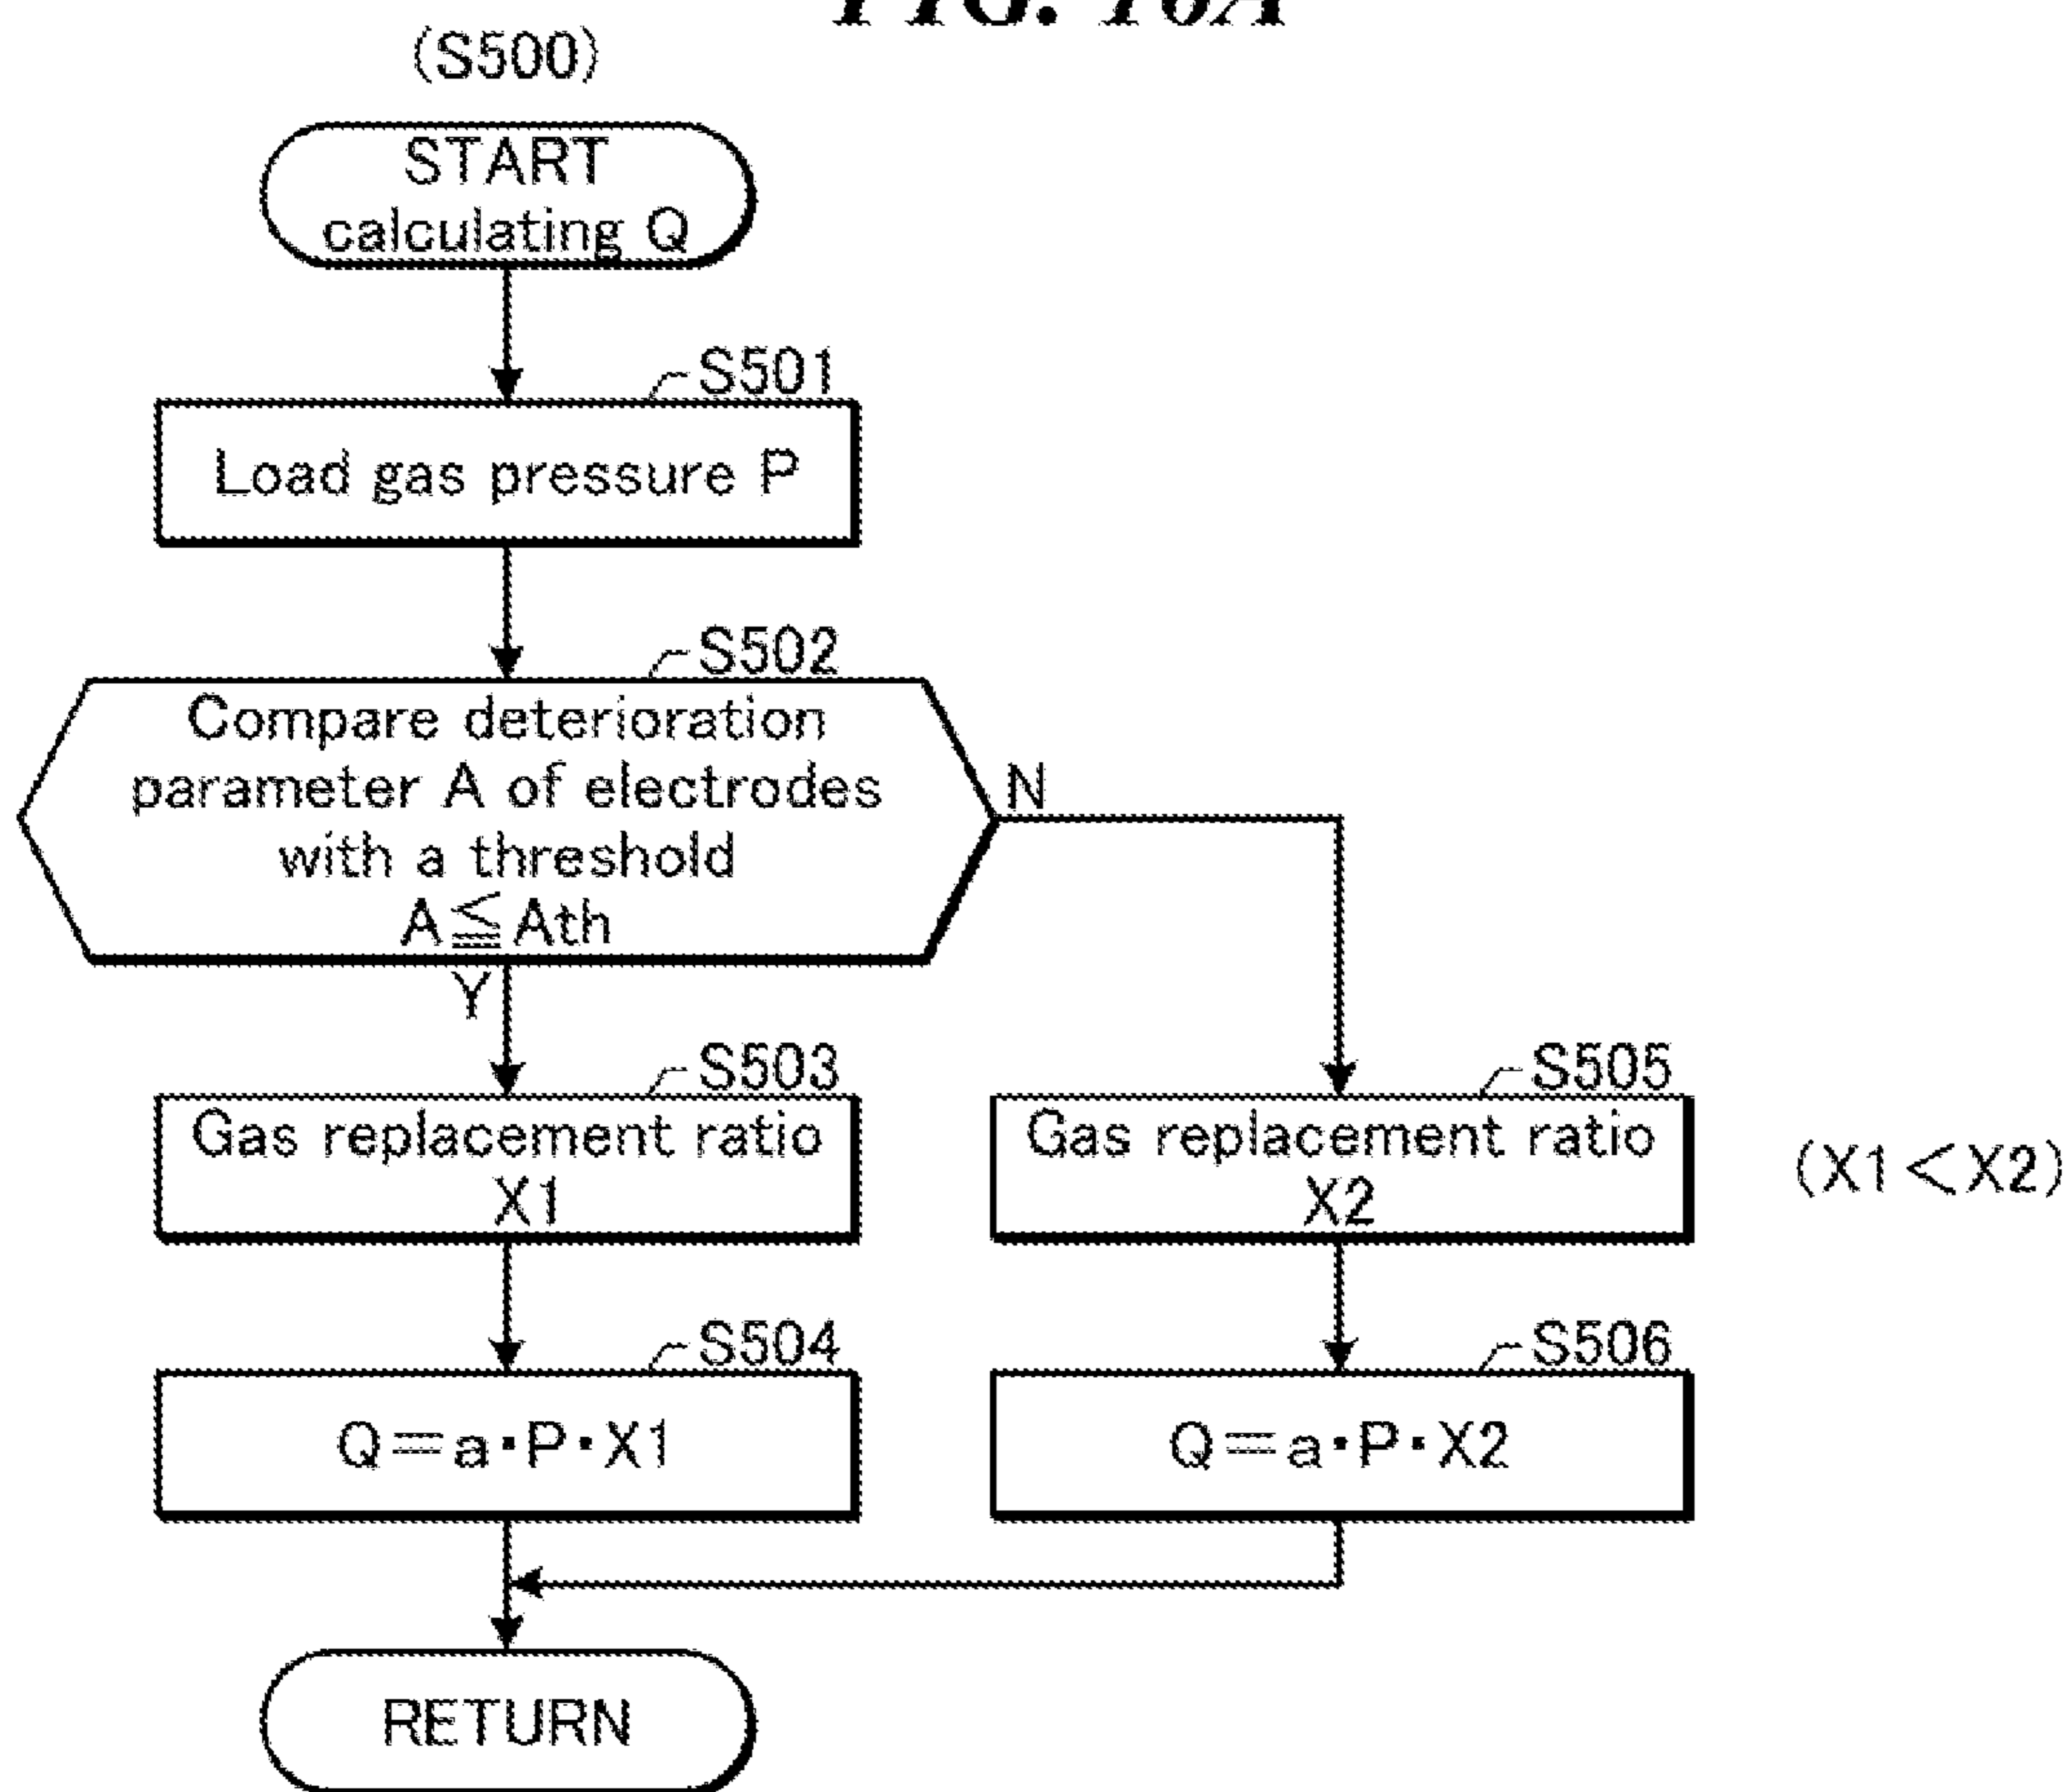 (S500)
START
calculating Q
S501
Load gas pressure P
S502
Compare deterioration
parameter A of electrodes
with a threshold
A≦Ath
N
Y
S503
Gas replacement ratio
X1
S505
Gas replacement ratio
X2
(X1<X2)
S504
Q=a・P・X1
S506
Q=a・P・X2
RETURN